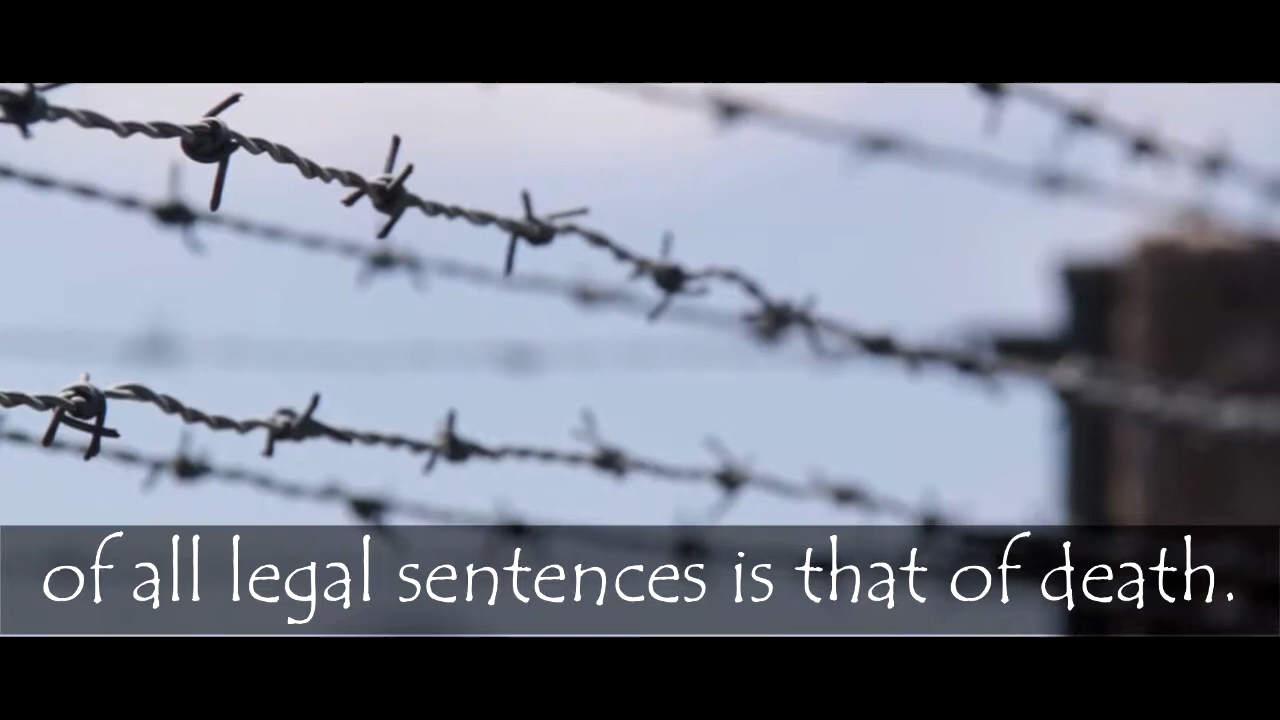 of all legal sentences is that of death.